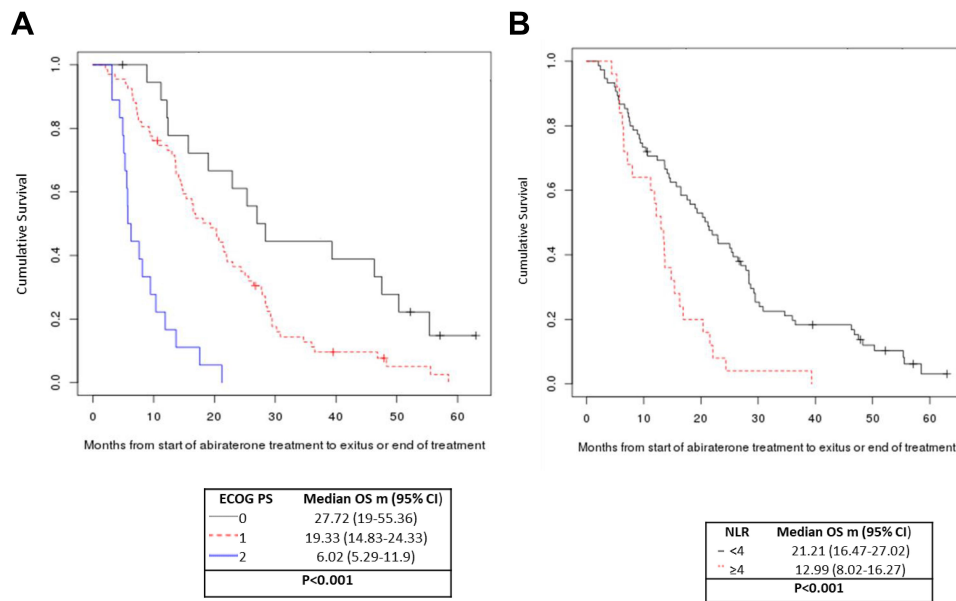 A
B
Cumulative Survival
1.0
0.8
0.6
0.4
0.2
0.0
0 10 20 30 40 50 60
Months from start of abiraterone treatment to exitus or end of treatment
Cumulative Survival
1.0
0.8
0.6
0.4
0.2
0.0
0 10 20 30 40 50 60
Months from start of abiraterone treatment to exitus or end of treatment
ECOG PS Median OS m (95% CI)
0 27.72 (19-55.36)
1 19.33 (14.83-24.33)
2 6.02 (5.29-11.9)
P<0.001
NLR Median OS m (95% CI)
<4 21.21 (16.47-27.02)
≥4 12.99 (8.02-16.27)
P<0.001